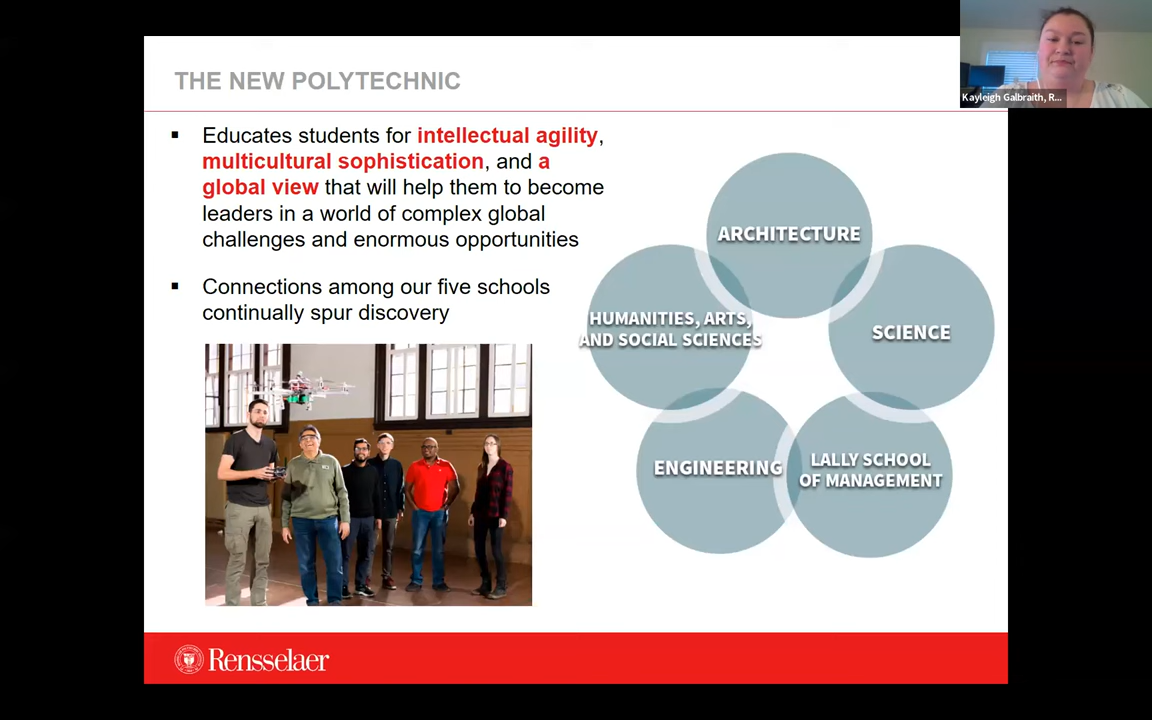 THE NEW POLYTECHNIC
Kayleigh Galbraith, R...
▪ Educates students for intellectual agility,
multicultural sophistication, and a
global view that will help them to become
leaders in a world of complex global
challenges and enormous opportunities
▪ Connections among our five schools
continually spur discovery
ARCHITECTURE
HUMANITIES, ARTS,
AND SOCIAL SCIENCES
SCIENCE
ENGINEERING
LALLY SCHOOL
OF MANAGEMENT
Rensselaer